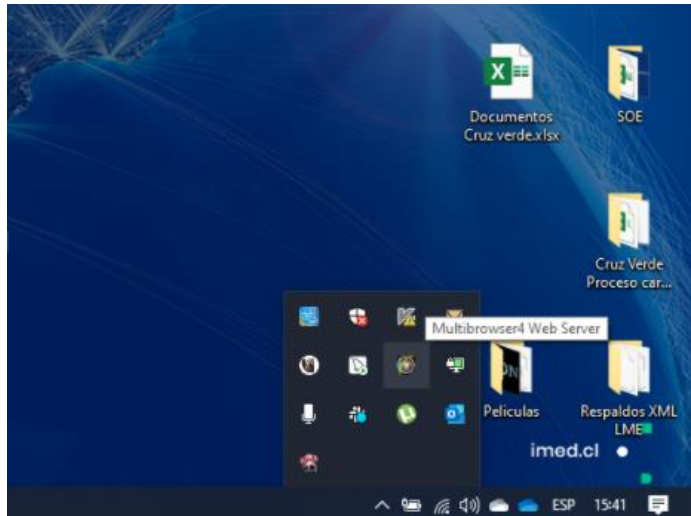 Documentos
Cruz verde.xlsx
SOE
Cruz Verde
Proceso car...
Multibrowser4 Web Server
Peliculas
Respaldos XML
LME
imed.cl
ESP
15:41